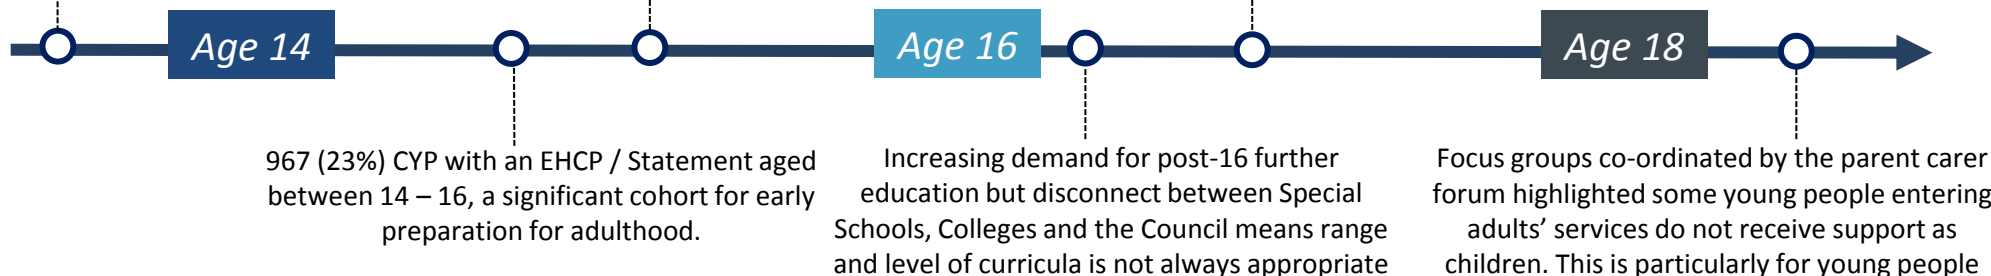 Age 14
Age 16
Age 18
967 (23%) CYP with an EHCP / Statement aged
between 14 – 16, a significant cohort for early
preparation for adulthood.
Increasing demand for post-16 further
education but disconnect between Special
Schools, Colleges and the Council means range
and level of curricula is not always appropriate
Focus groups co-ordinated by the parent carer
forum highlighted some young people entering
adults’ services do not receive support as
children. This is particularly for young people